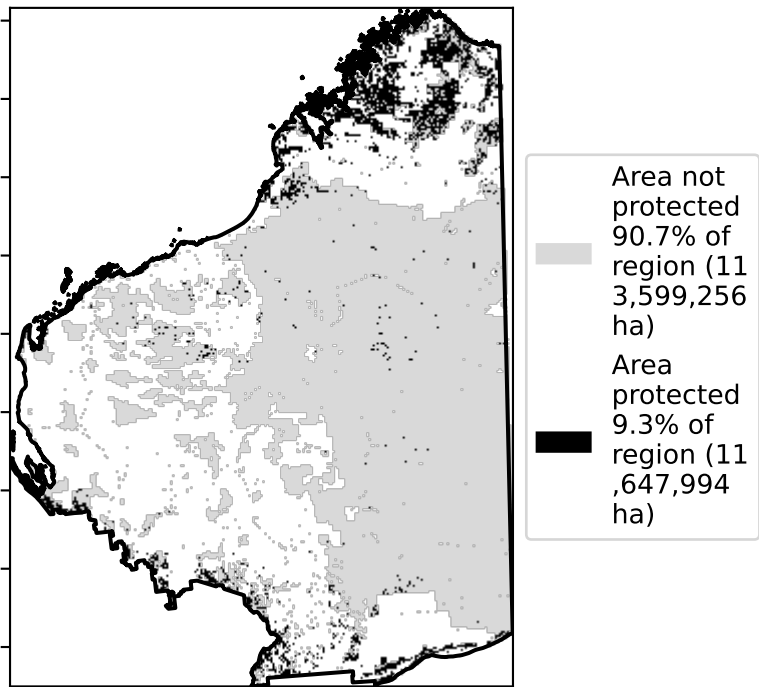 Area not
protected
90.7% of
region (11
3,599,256
ha)
Area
protected
9.3% of
region (11
,647,994
ha)